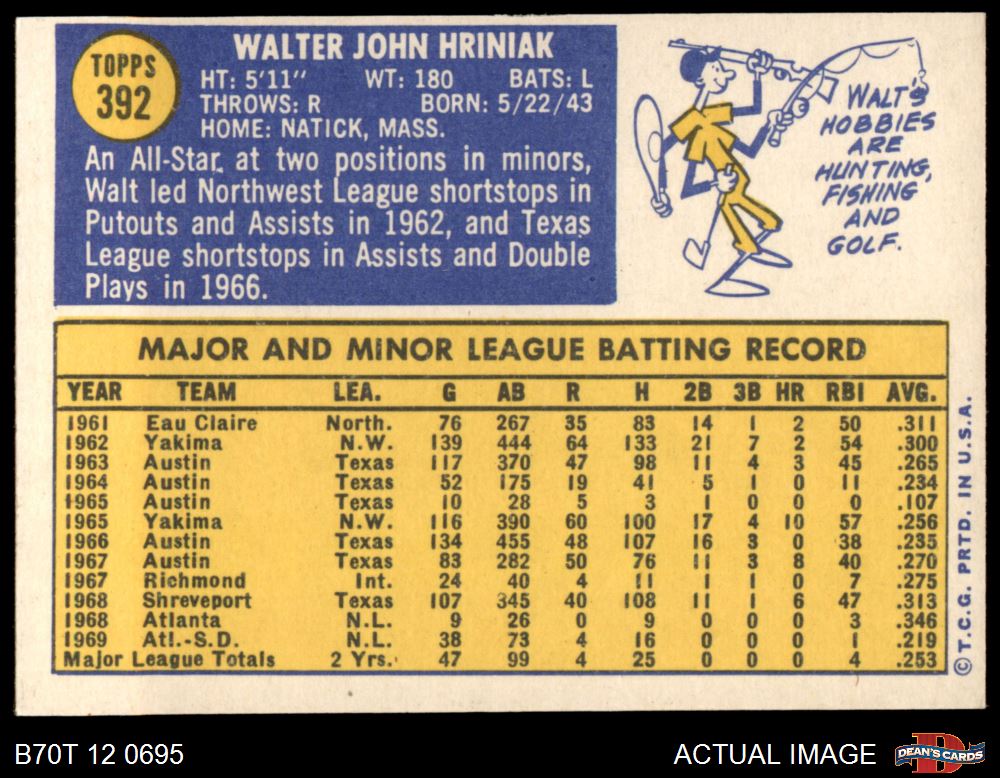 TOPPS
392
WALTER JOHN HRINIAK
HT: 5'11" WT: 180 BATS: L
THROWS: R BORN: 5/22/43
HOME: NATICK, MASS.
An All-Star, at two positions in minors,
Walt led Northwest League shortstops in
Putouts and Assists in 1962, and Texas
League shortstops in Assists and Double
Plays in 1966.
WALT'S
HOBBIES
ARE
HUNTING,
FISHING
AND
GOLF.
MAJOR AND MINOR LEAGUE BATTING RECORD
YEAR TEAM LEA. G AB R H 2B 3B HR RBI AVG.
1961 Eau Claire North. 76 267 35 83 14 1 2 50 .311
1962 Yakima N.W. 139 444 64 133 21 7 2 54 .300
1963 Austin Texas 117 370 47 98 11 4 3 45 .265
1964 Austin Texas 52 175 19 41 5 1 0 11 .234
1965 Austin Texas 10 28 5 3 1 0 0 0 .107
1965 Yakima N.W. 116 390 60 100 17 4 10 57 .256
1966 Austin Texas 134 455 48 107 16 3 0 38 .235
1967 Austin Texas 83 282 50 76 11 3 8 40 .270
1967 Richmond Int. 24 40 4 11 1 1 0 7 .275
1968 Shreveport Texas 107 345 40 108 11 1 6 47 .313
1968 Atlanta N.L. 9 26 0 9 0 0 0 3 .346
1969 Atl.-S.D. N.L. 38 73 4 16 0 0 0 1 .219
Major League Totals 2 Yrs. 47 99 4 25 0 0 0 4 .253
© T.C.G. PRTD. IN U.S.A.
B70T 12 0695
ACTUAL IMAGE
DEAN'S CARDS